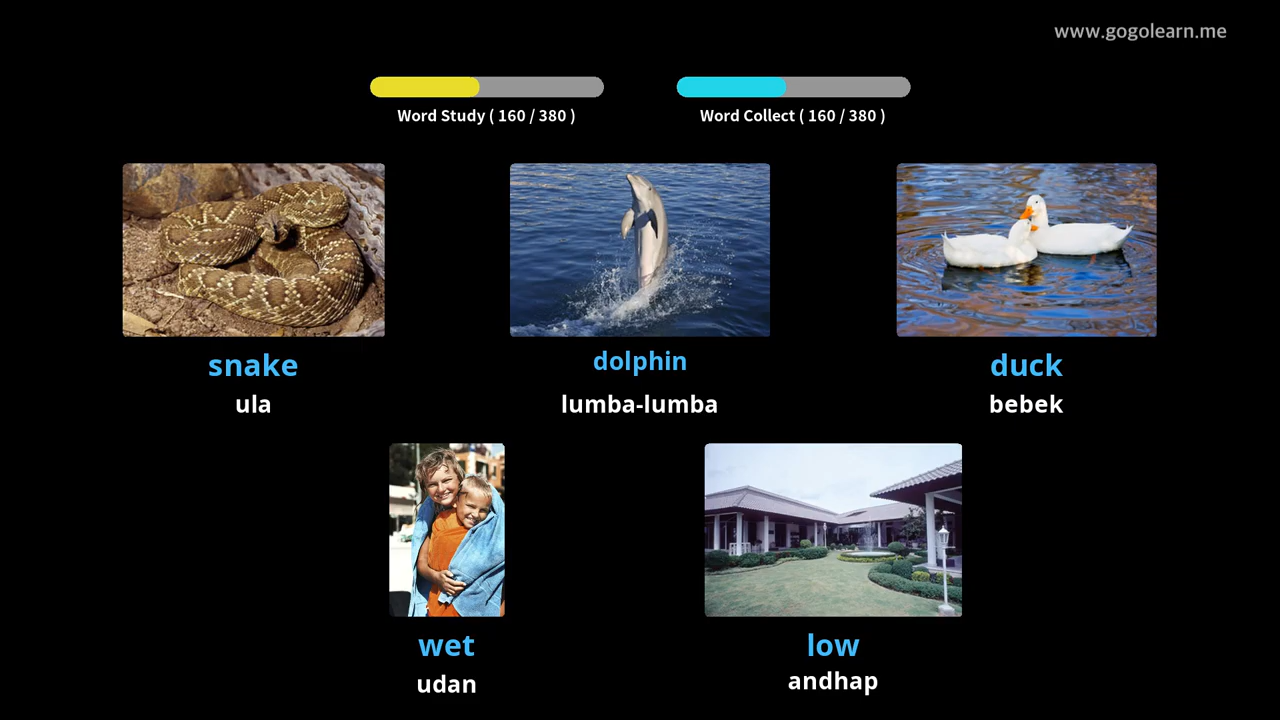 www.gogolearn.me
Word Study ( 160 / 380 )
Word Collect ( 160 / 380 )
snake
ula
dolphin
lumba-lumba
duck
bebek
wet
udan
low
andhap